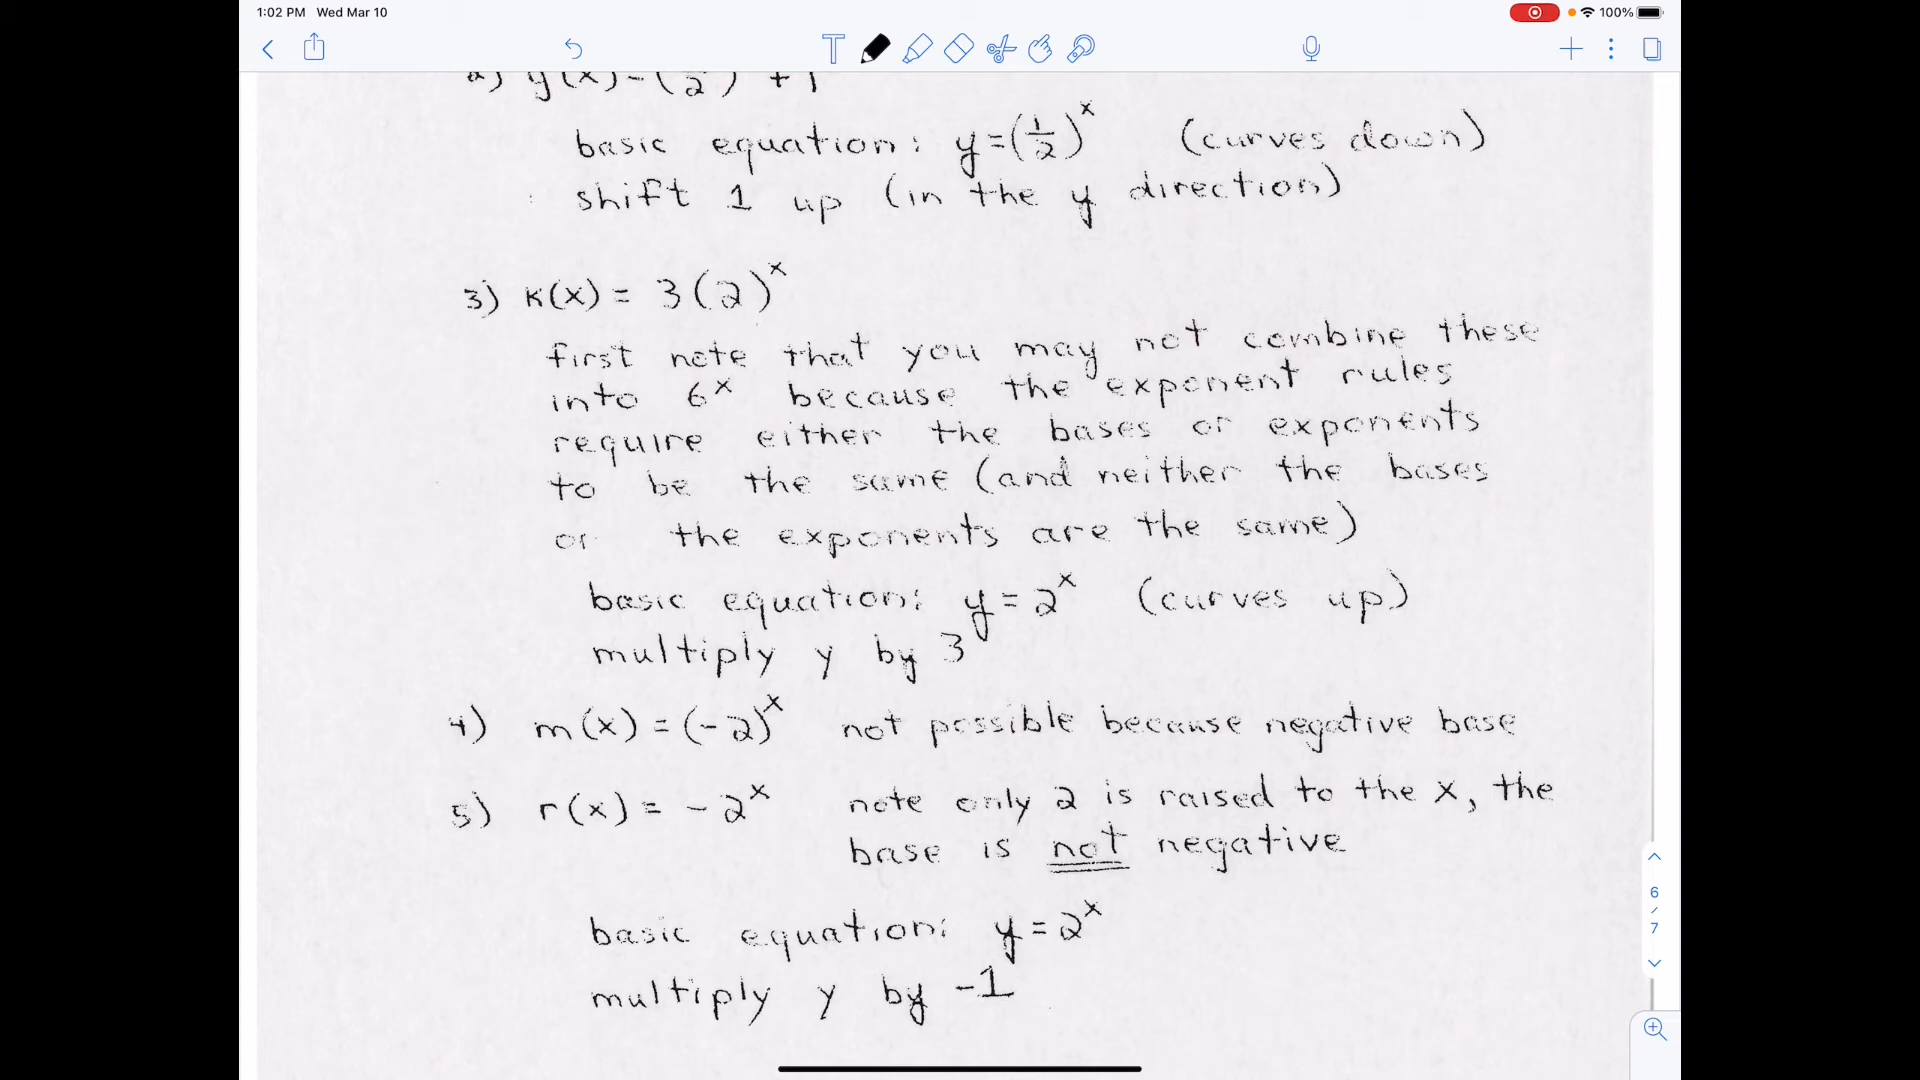 1:02 PM Wed Mar 10
100%
2) y(x) = (1/2)^x + 1
basic equation: y=(1/2)^x (curves down)
shift 1 up (in the y direction)
3) k(x) = 3(2)^x
first note that you may not combine these
into 6^x because the exponent rules
require either the bases or exponents
to be the same (and neither the bases
or the exponents are the same)
basic equation: y = 2^x (curves up)
multiply y by 3
4) m(x) = (-2)^x not possible because negative base
5) r(x) = -2^x note only 2 is raised to the x, the
base is not negative
basic equation: y = 2^x
multiply y by -1
6
/
7